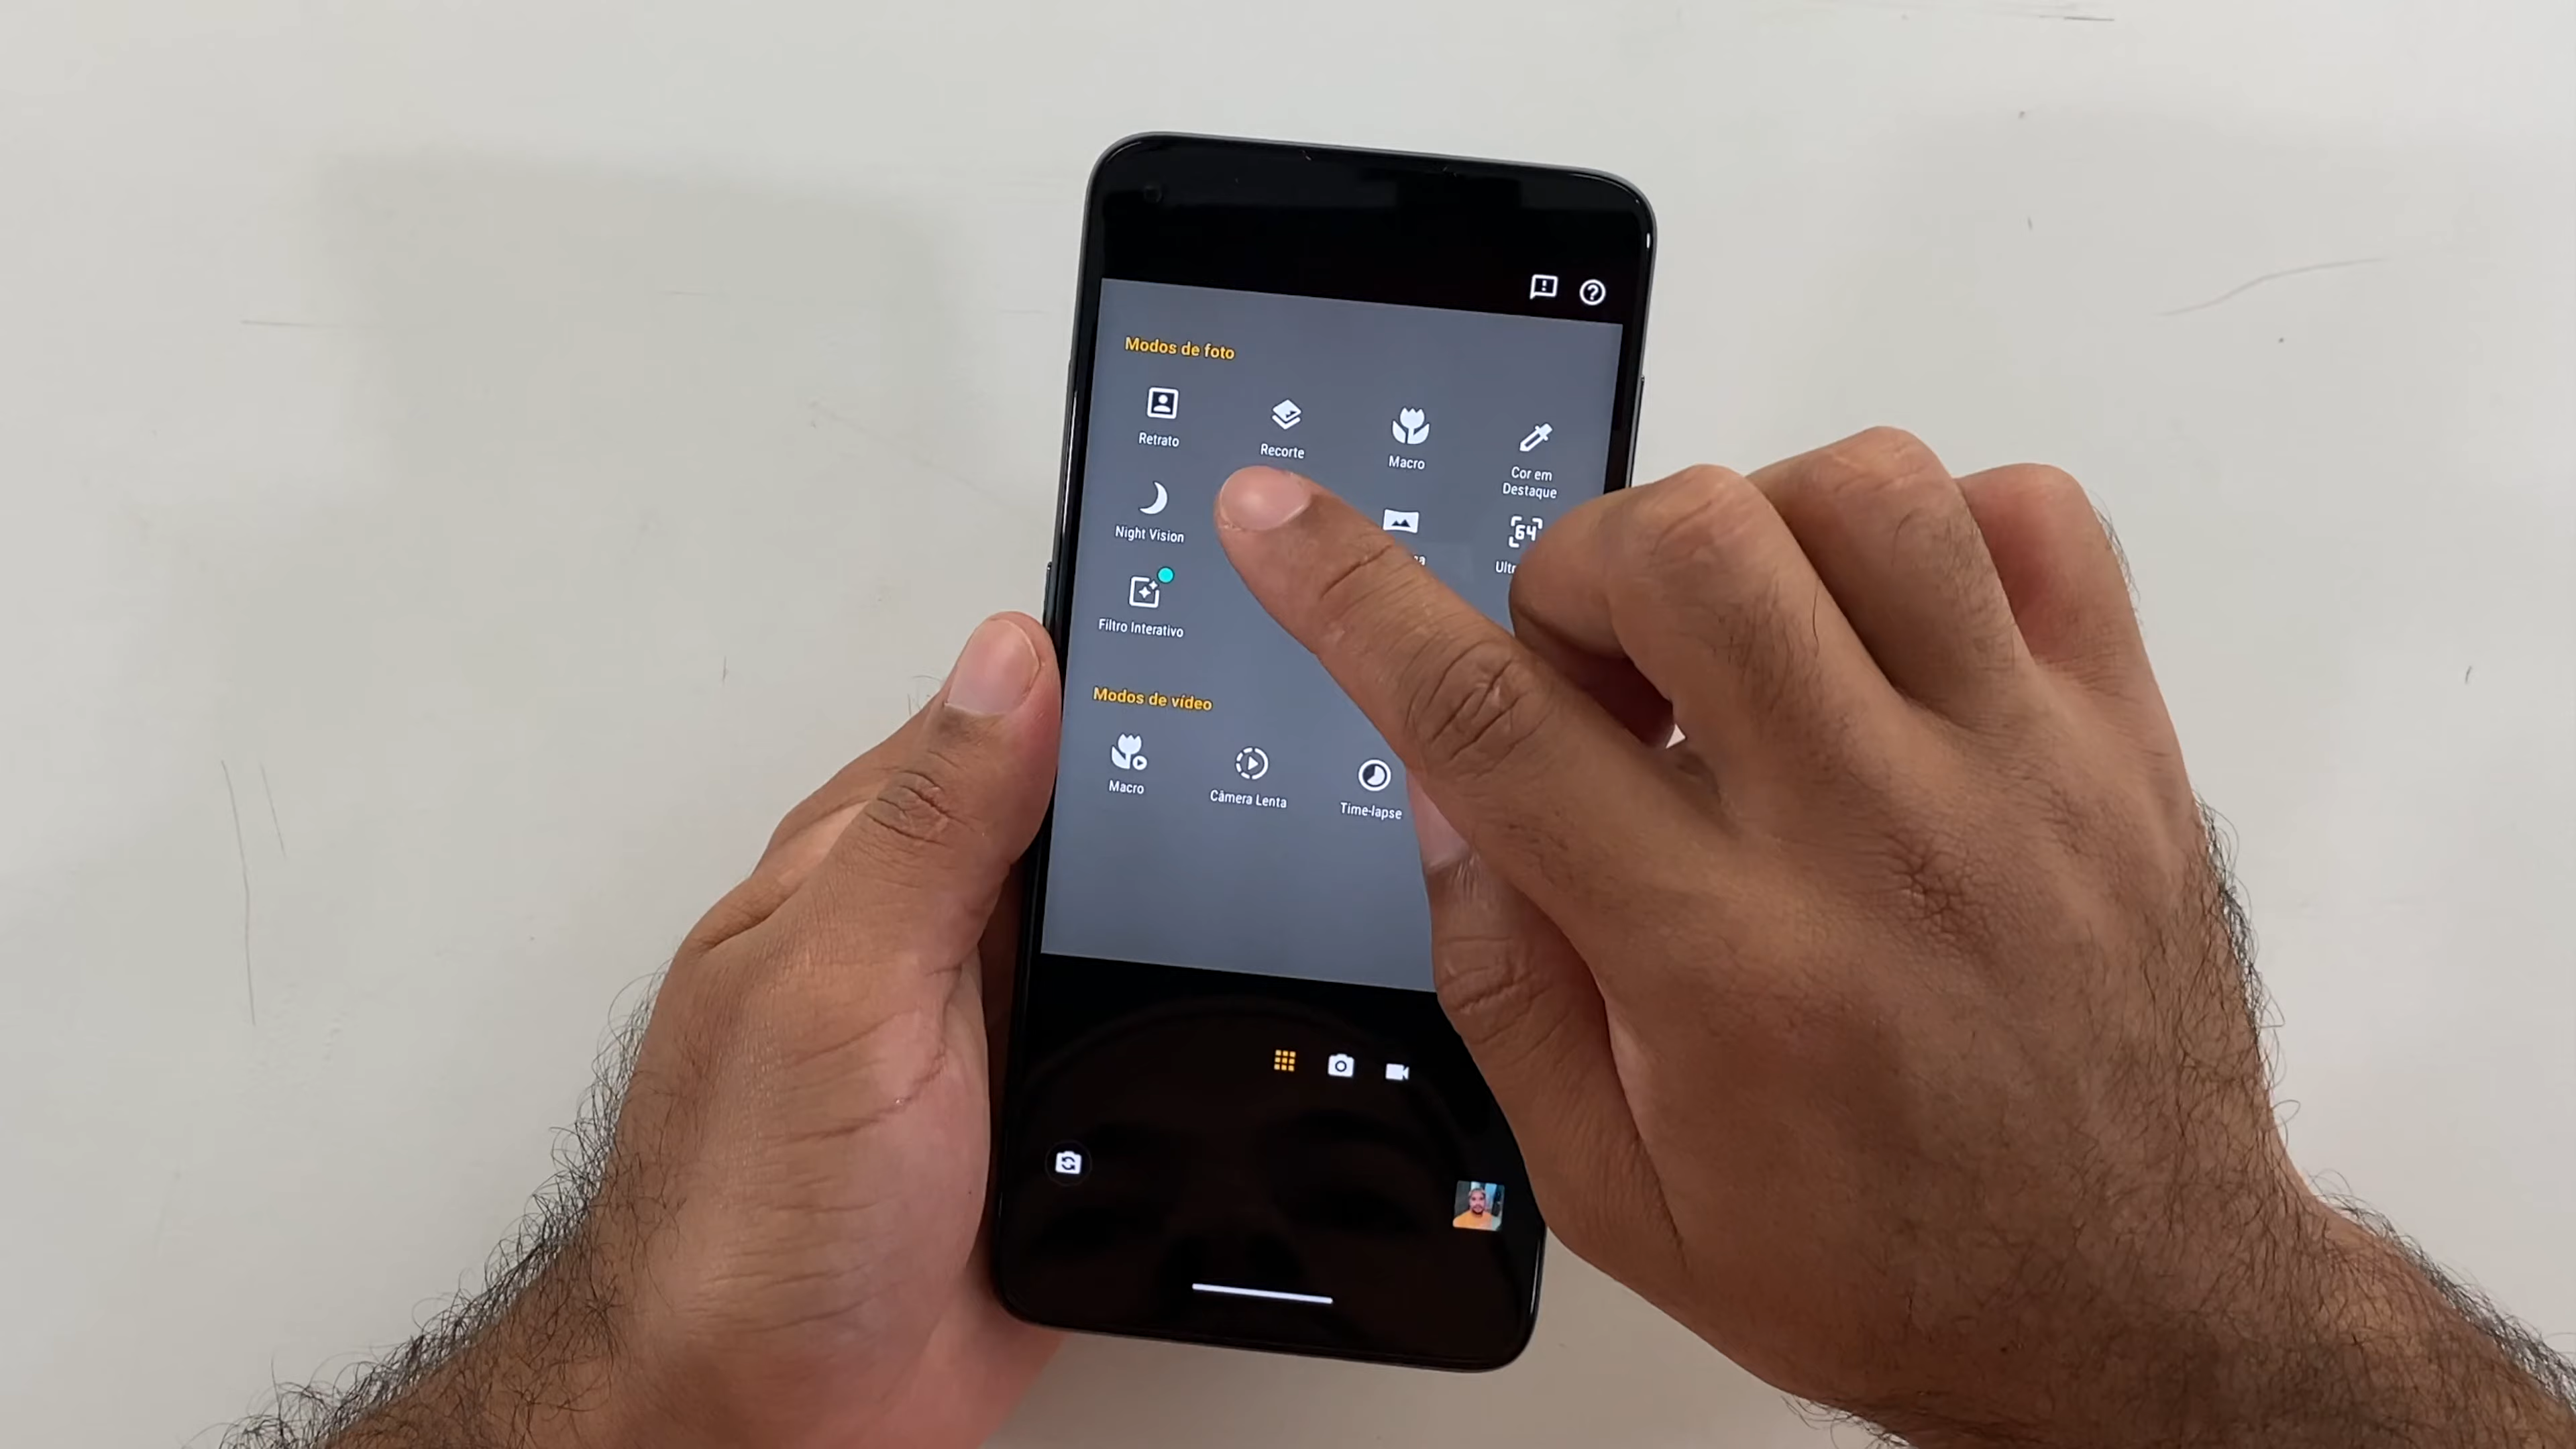 Modos de foto
Retrato
Recorte
Macro
Cor em
Destaque
Night Vision
64
Filtro Interativo
Modos de vídeo
Macro
Câmera Lenta
Time-lapse